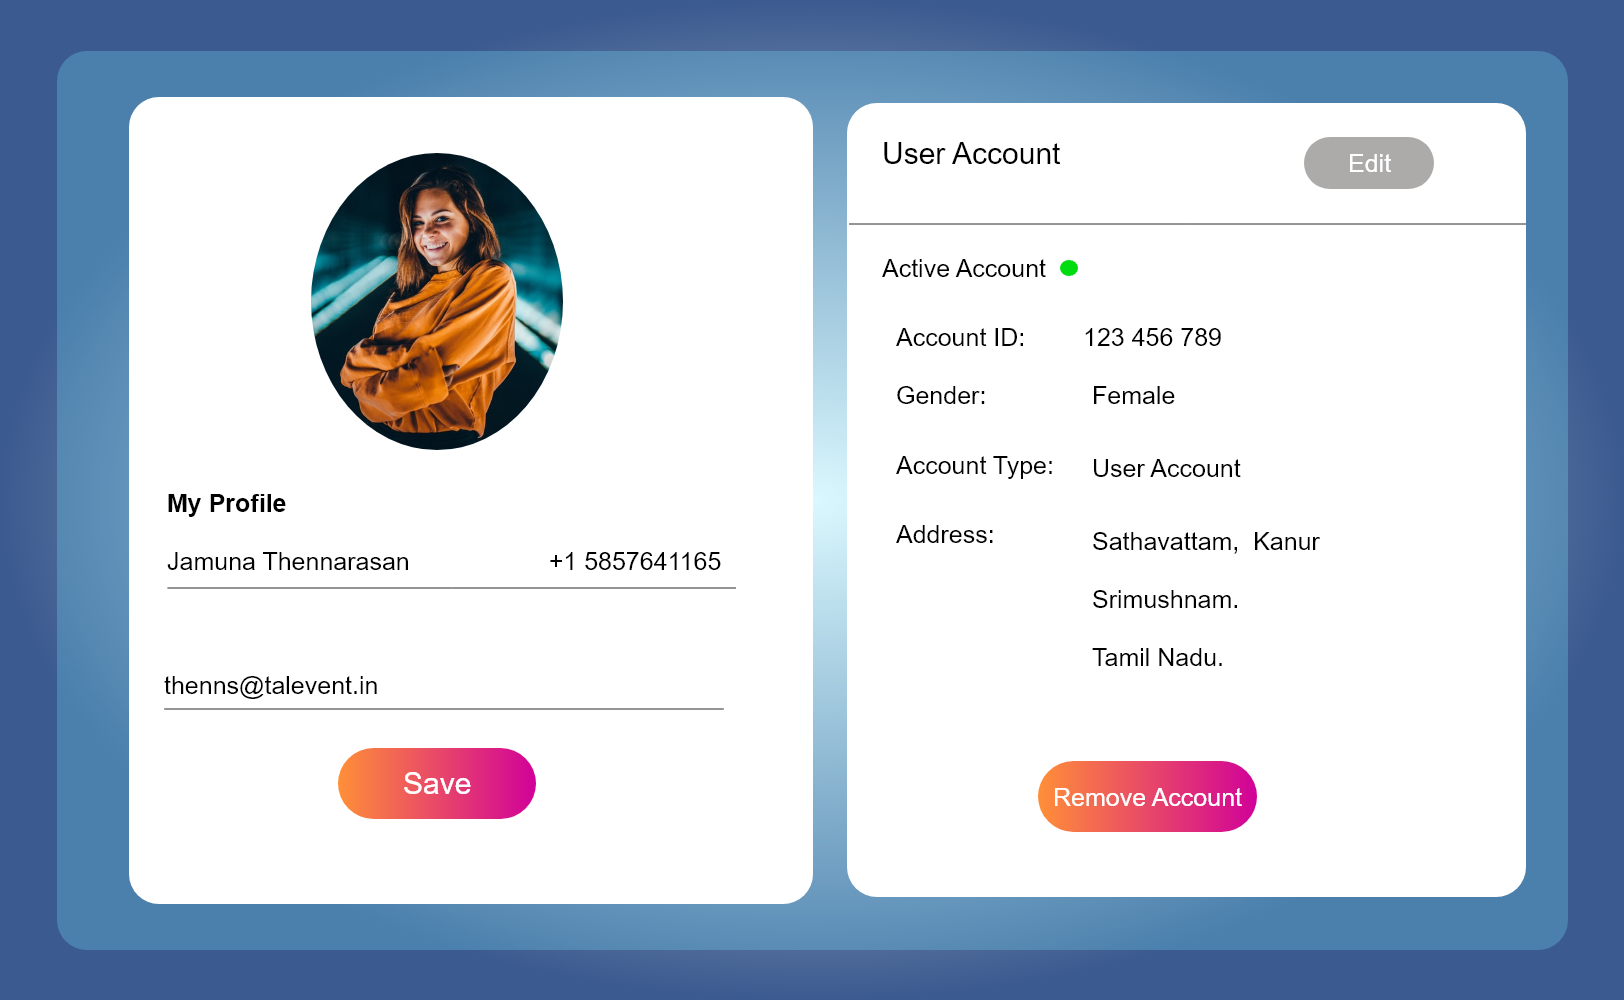 My Profile
Jamuna Thennarasan +1 5857641165
thenns@talevent.in
Save
User Account Edit
Active Account
Account ID: 123 456 789
Gender: Female
Account Type: User Account
Address: Sathavattam, Kanur
Srimushnam.
Tamil Nadu.
Remove Account